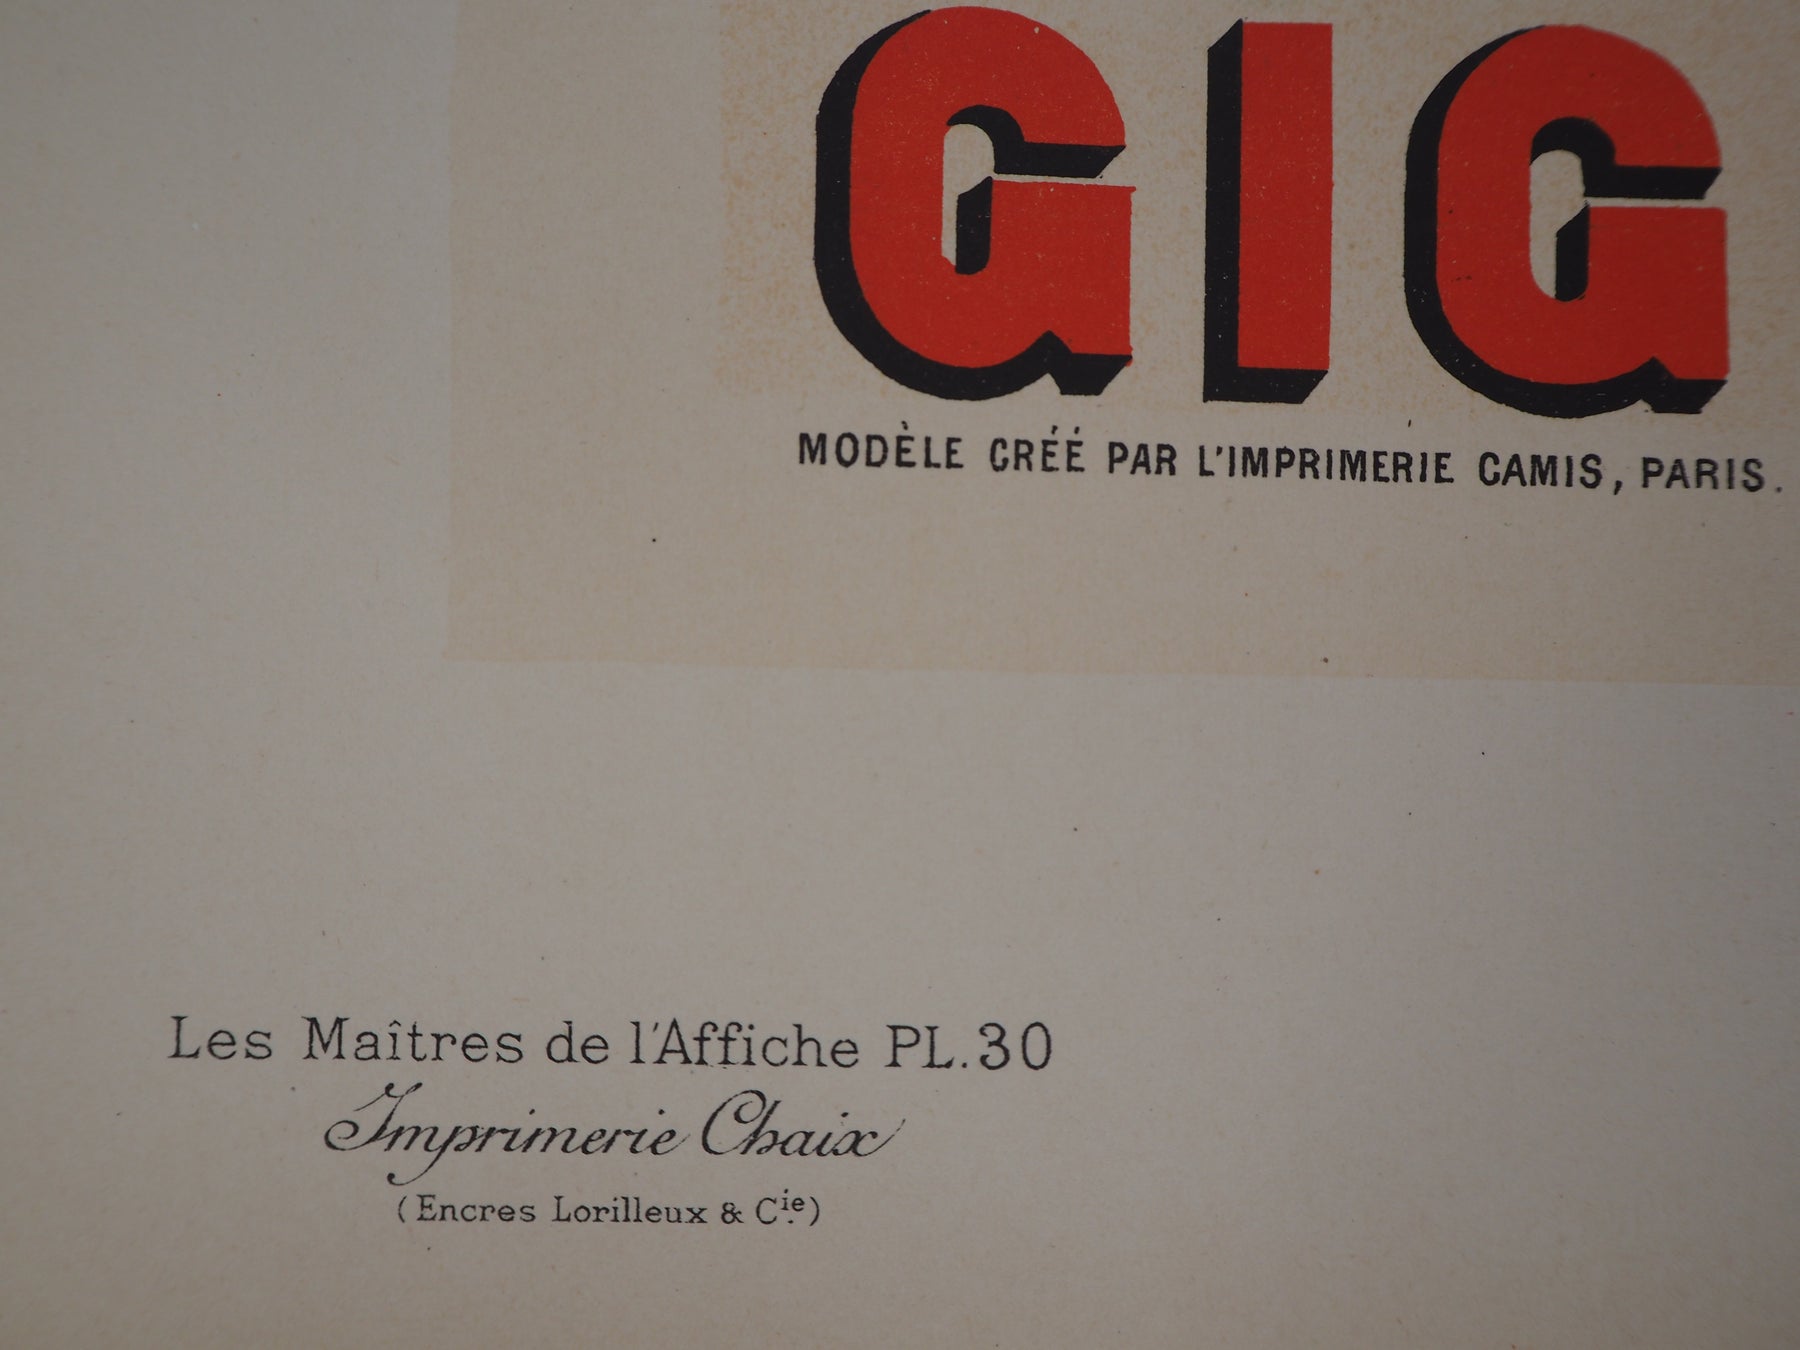 GIG
MODÈLE CRÉÉ PAR L'IMPRIMERIE CAMIS, PARIS.
Les Maîtres de l'Affiche PL.30
Imprimerie Chaix
(Encres Lorilleux & Cie)